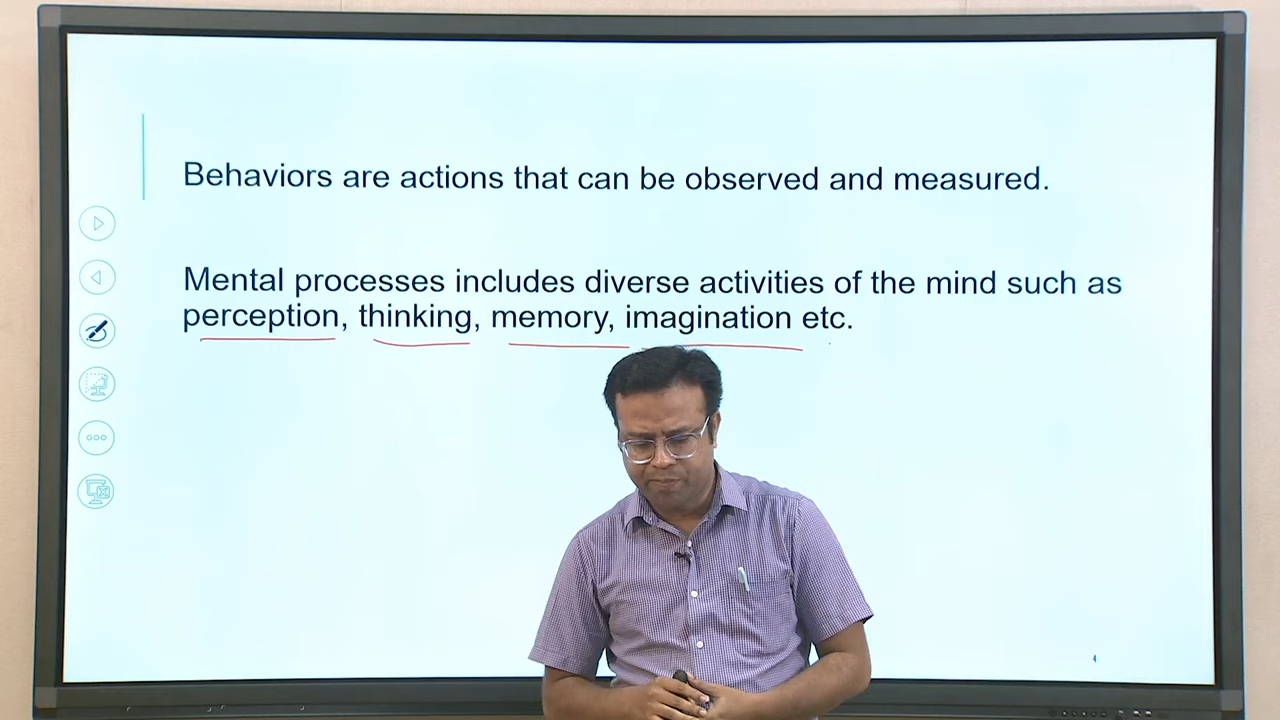 Behaviors are actions that can be observed and measured.
Mental processes includes diverse activities of the mind such as
perception, thinking, memory, imagination etc.